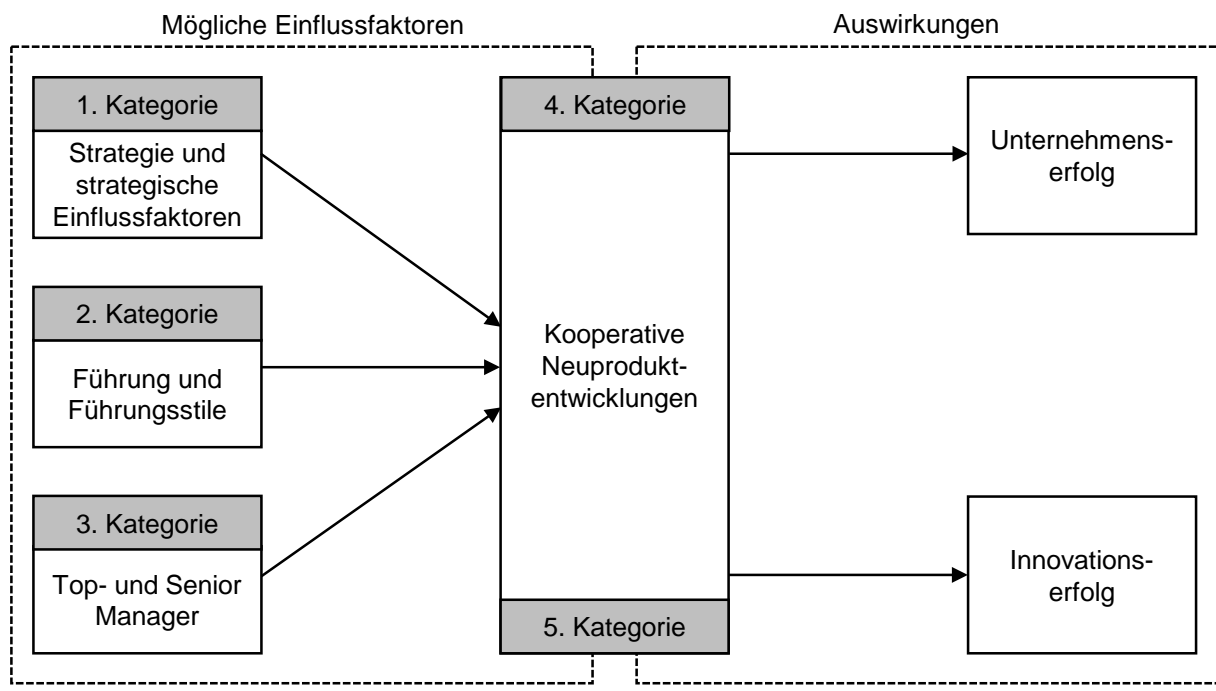 Mögliche Einflussfaktoren
Auswirkungen
1. Kategorie
Strategie und
strategische
Einflussfaktoren
2. Kategorie
Führung und
Führungsstile
3. Kategorie
Top- und Senior
Manager
4. Kategorie
Kooperative
Neuprodukt-
entwicklungen
5. Kategorie
Unternehmens-
erfolg
Innovations-
erfolg